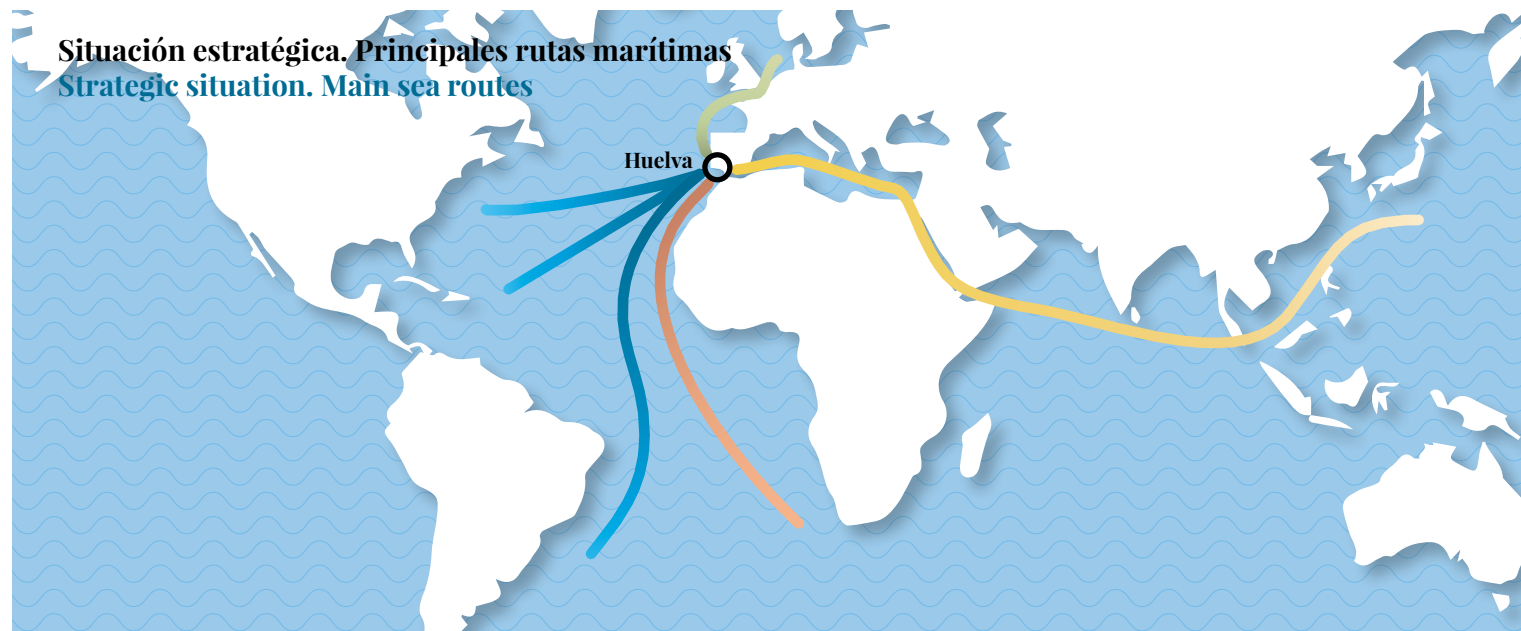 Situación estratégica. Principales rutas marítimas
Strategic situation. Main sea routes
Huelva